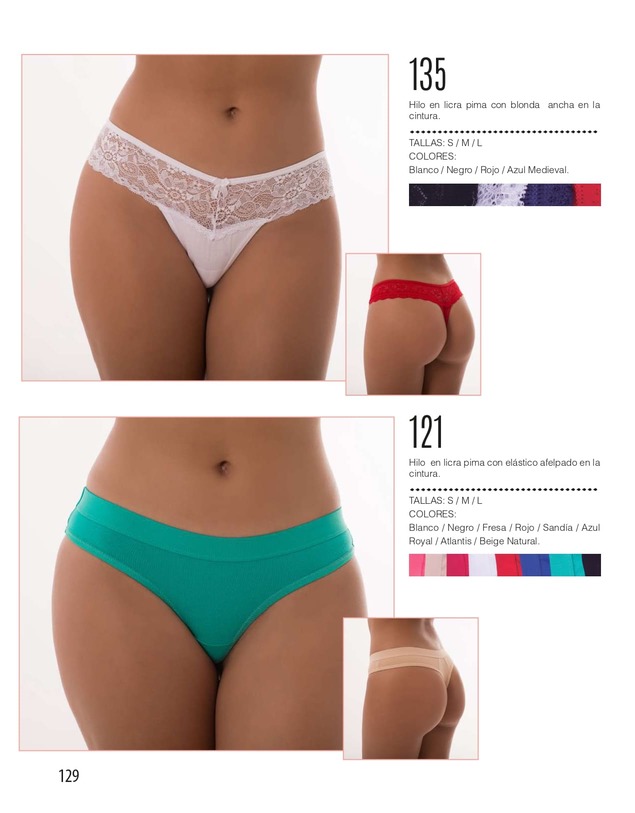 135
Hilo en licra pima con blonda ancha en la
cintura.
TALLAS: S / M / L
COLORES:
Blanco / Negro / Rojo / Azul Medieval.
121
Hilo en licra pima con elástico afelpado en la
cintura.
TALLAS: S / M / L
COLORES:
Blanco / Negro / Fresa / Rojo / Sandía / Azul
Royal / Atlantis / Beige Natural.
129